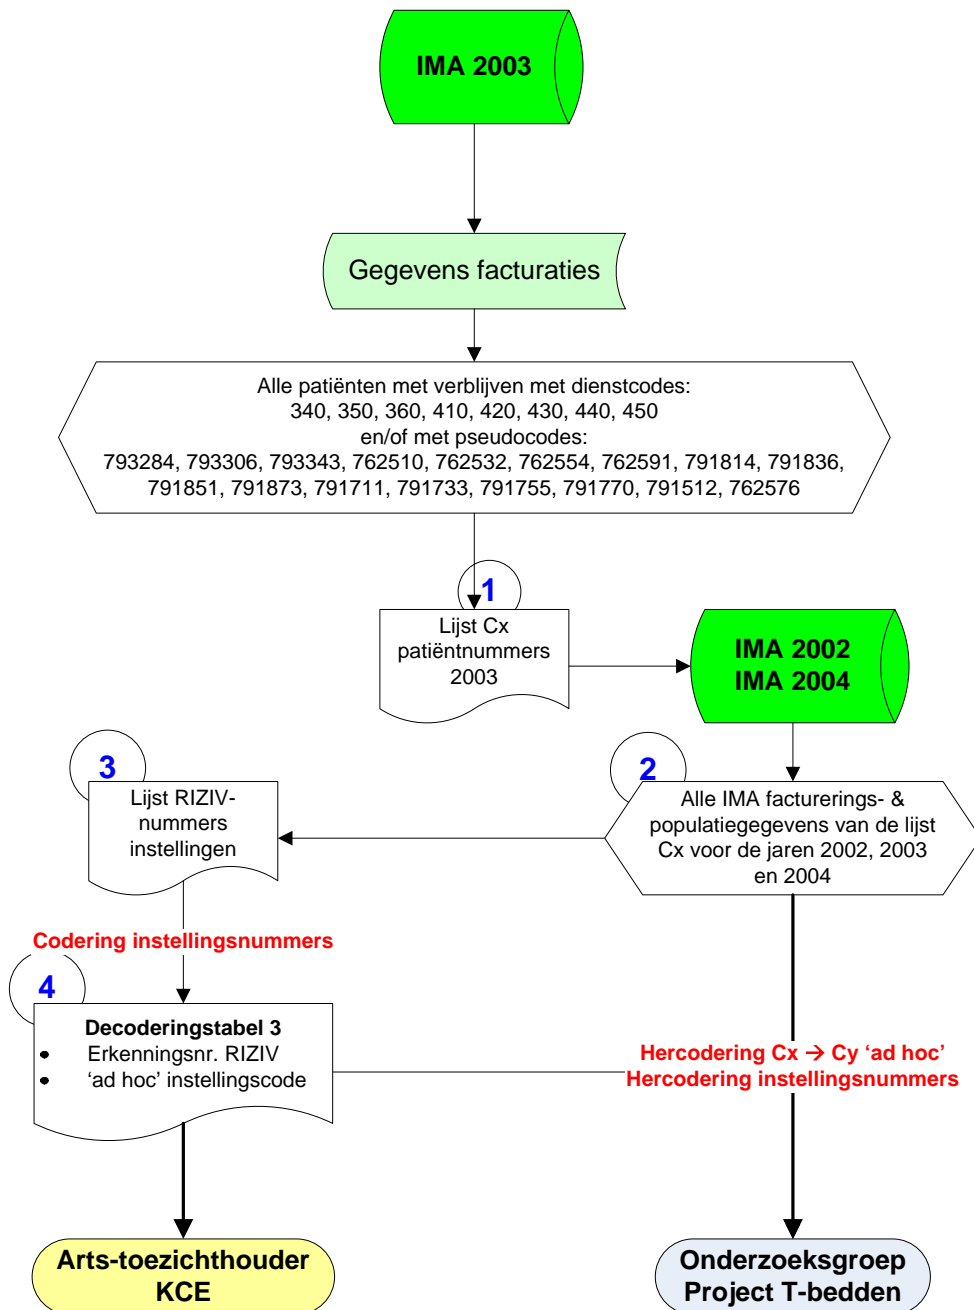 IMA 2003
Gegevens facturaties
Alle patiënten met verblijven met dienstcodes:
340, 350, 360, 410, 420, 430, 440, 450
en/of met pseudocodes:
793284, 793306, 793343, 762510, 762532, 762554, 762591, 791814, 791836,
791851, 791873, 791711, 791733, 791755, 791770, 791512, 762576
1
Lijst Cx
patiëntnummers
2003
IMA 2002
IMA 2004
2
Alle IMA facturerings- &
populatiegegevens van de lijst
Cx voor de jaren 2002, 2003
en 2004
3
Lijst RIZIV-
nummers
instellingen
Codering instellingsnummers
4
Decoderingstabel 3
• Erkenningsnr. RIZIV
• ‘ad hoc’ instellingscode
Hercodering Cx → Cy ‘ad hoc’
Hercodering instellingsnummers
Arts-toezichthouder
KCE
Onderzoeksgroep
Project T-bedden